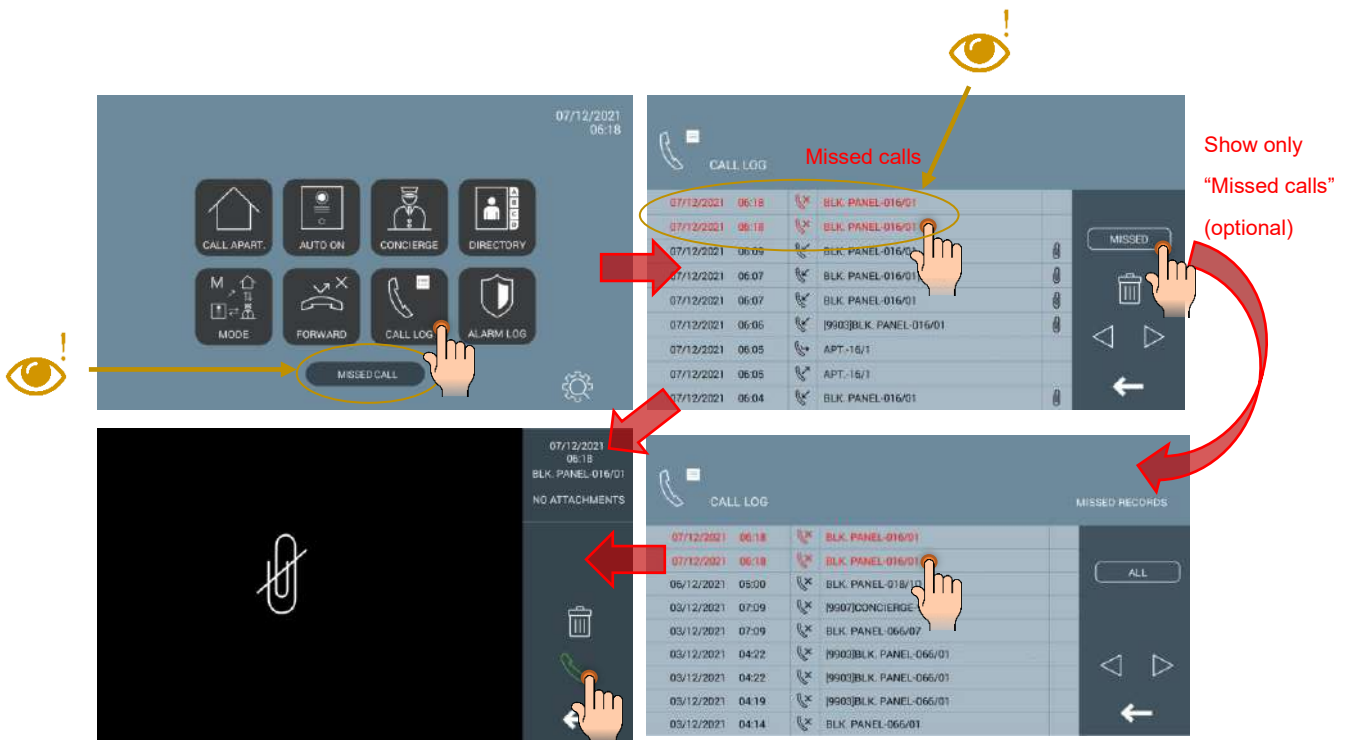 !
07/12/2021
06:18
CALL APART.
AUTO ON
CONCIERGE
DIRECTORY
A
B
C
D
M
MODE
FORWARD
CALL LOG
ALARM LOG
MISSED CALL
!
CALL LOG
Missed calls
07/12/2021 06:18 BLK. PANEL-016/01
07/12/2021 06:18 BLK. PANEL-016/01
07/12/2021 06:09 BLK. PANEL-016/
07/12/2021 06:07 BLK. PANEL-016/01
07/12/2021 06:07 BLK. PANEL-016/01
07/12/2021 06:06 [9903]BLK. PANEL-016/01
07/12/2021 06:05 APT.-16/1
07/12/2021 06:05 APT.-16/1
07/12/2021 06:04 BLK. PANEL-016/01
MISSED
Show only
“Missed calls”
(optional)
07/12/2021
06:18
BLK. PANEL-016/01
NO ATTACHMENTS
CALL LOG
MISSED RECORDS
07/12/2021 06:18 BLK. PANEL-016/01
07/12/2021 06:18 BLK. PANEL-016/01
06/12/2021 05:00 BLK. PANEL-018/10
03/12/2021 07:09 [9907]CONCIERGE-
03/12/2021 07:09 BLK. PANEL-066/07
03/12/2021 04:22 [9903]BLK. PANEL-066/01
03/12/2021 04:22 [9903]BLK. PANEL-066/01
03/12/2021 04:19 [9903]BLK. PANEL-066/01
03/12/2021 04:14 BLK. PANEL-066/01
ALL